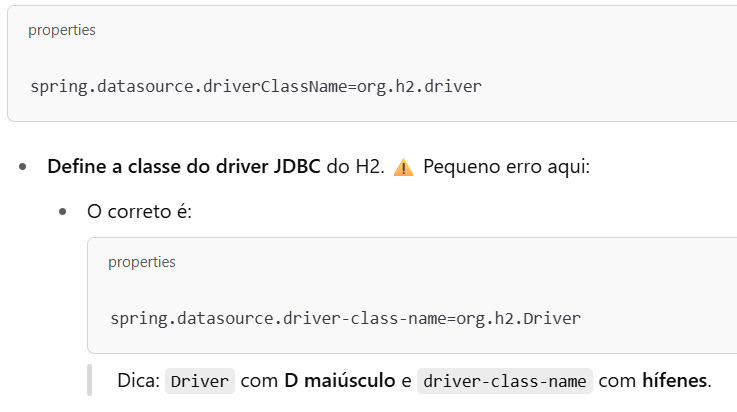 properties
spring.datasource.driverClassName=org.h2.driver
• Define a classe do driver JDBC do H2. ⚠️ Pequeno erro aqui:
• O correto é:
properties
spring.datasource.driver-class-name=org.h2.Driver
Dica: Driver com D maiúsculo e driver-class-name com hífenes.